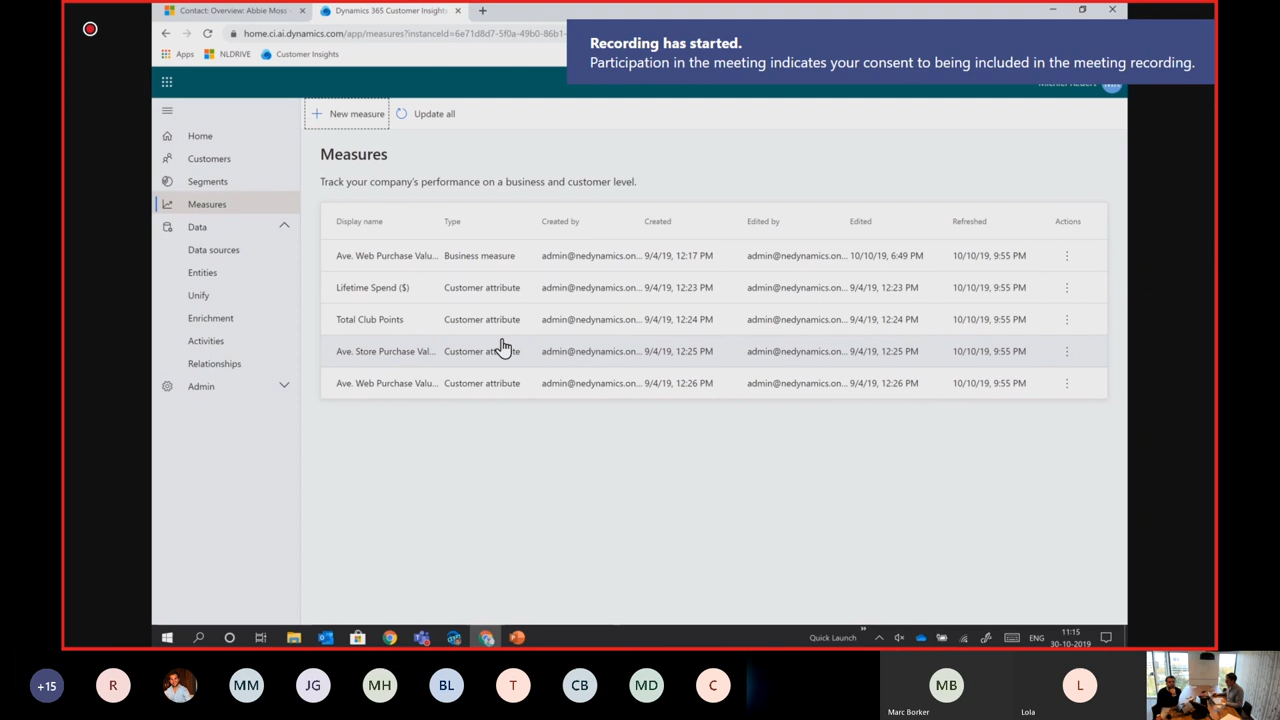 Contact: Overview: Abbie Moss
Dynamics 365 Customer Insights
home.ci.ai.dynamics.com/app/measures?instanceId=6e71d8d7-5f0a-49b0-86b1-
Apps NLDRIVE Customer Insights
Recording has started.
Participation in the meeting indicates your consent to being included in the meeting recording.
New measure Update all
Home
Customers
Segments
Measures
Data
Data sources
Entities
Unify
Enrichment
Activities
Relationships
Admin
Measures
Track your company's performance on a business and customer level.
Display name Type Created by Created Edited by Edited Refreshed Actions
Ave. Web Purchase Valu... Business measure admin@nedynamics.on... 9/4/19, 12:17 PM admin@nedynamics.on... 10/10/19, 6:49 PM 10/10/19, 9:55 PM
Lifetime Spend ($) Customer attribute admin@nedynamics.on... 9/4/19, 12:23 PM admin@nedynamics.on... 9/4/19, 12:23 PM 10/10/19, 9:55 PM
Total Club Points Customer attribute admin@nedynamics.on... 9/4/19, 12:24 PM admin@nedynamics.on... 9/4/19, 12:24 PM 10/10/19, 9:55 PM
Ave. Store Purchase Val... Customer attribute admin@nedynamics.on... 9/4/19, 12:25 PM admin@nedynamics.on... 9/4/19, 12:25 PM 10/10/19, 9:55 PM
Ave. Web Purchase Valu... Customer attribute admin@nedynamics.on... 9/4/19, 12:26 PM admin@nedynamics.on... 9/4/19, 12:26 PM 10/10/19, 9:55 PM
Quick Launch
ENG
11:15
30-10-2019
+15 R MM JG MH BL T CB MD C MB L
Marc Borker
Lola